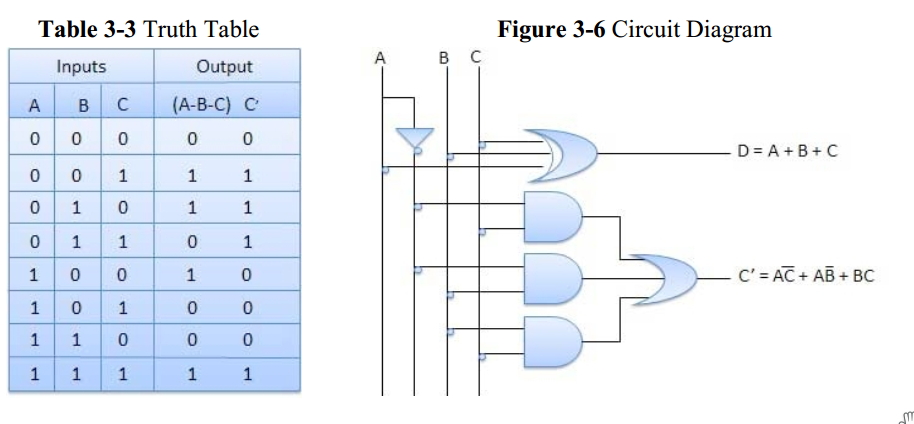 Table 3-3 Truth Table
Inputs Output
A B C (A-B-C) C'
0 0 0 0 0
0 0 1 1 1
0 1 0 1 1
0 1 1 0 1
1 0 0 1 0
1 0 1 0 0
1 1 0 0 0
1 1 1 1 1
Figure 3-6 Circuit Diagram
A B C
D = A + B + C
C' = AC̅ + AB̅ + BC